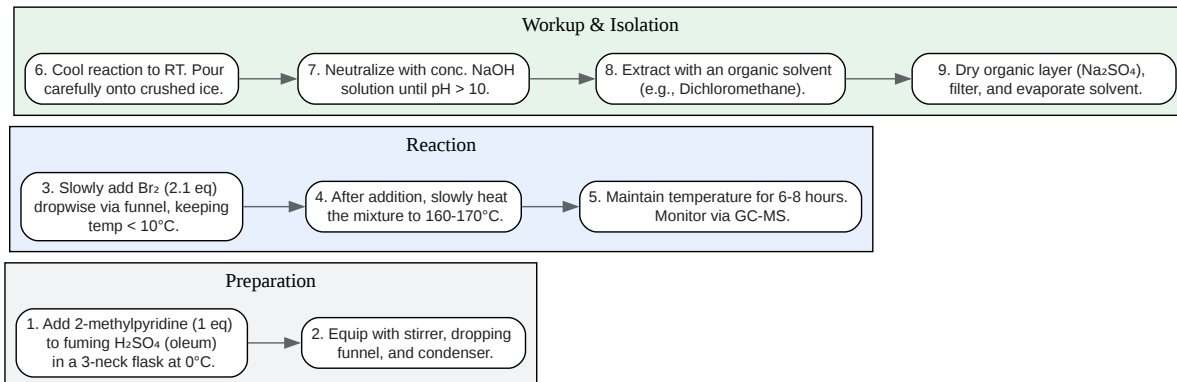 Workup & Isolation
6. Cool reaction to RT. Pour
carefully onto crushed ice.
7. Neutralize with conc. NaOH
solution until pH > 10.
8. Extract with an organic solvent
(e.g., Dichloromethane).
9. Dry organic layer (Na₂SO₄),
filter, and evaporate solvent.
Reaction
3. Slowly add Br₂ (2.1 eq)
dropwise via funnel, keeping
temp < 10°C.
4. After addition, slowly heat
the mixture to 160-170°C.
5. Maintain temperature for 6-8 hours.
Monitor via GC-MS.
Preparation
1. Add 2-methylpyridine (1 eq)
to fuming H₂SO₄ (oleum)
in a 3-neck flask at 0°C.
2. Equip with stirrer, dropping
funnel, and condenser.